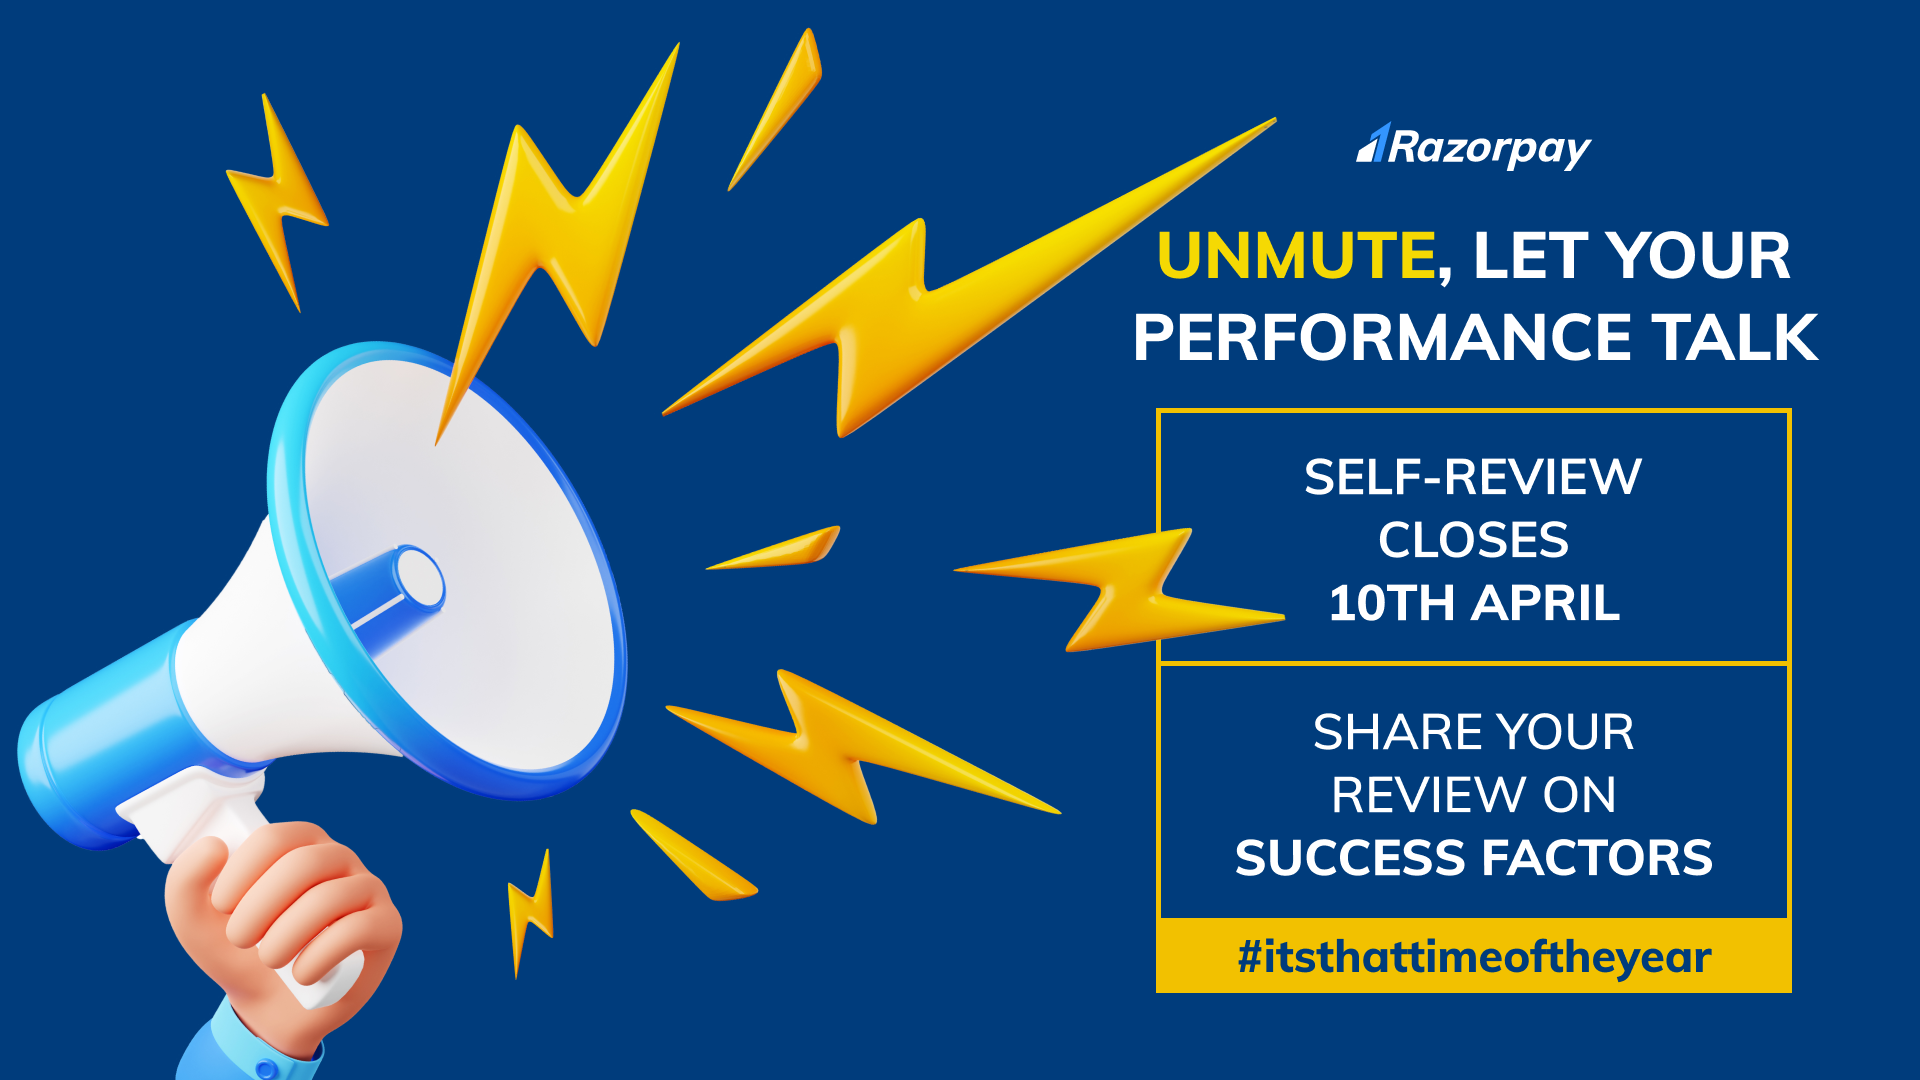 Razorpay
UNMUTE, LET YOUR
PERFORMANCE TALK
SELF-REVIEW
CLOSES
10TH APRIL
SHARE YOUR
REVIEW ON
SUCCESS FACTORS
#itsthattimeoftheyear